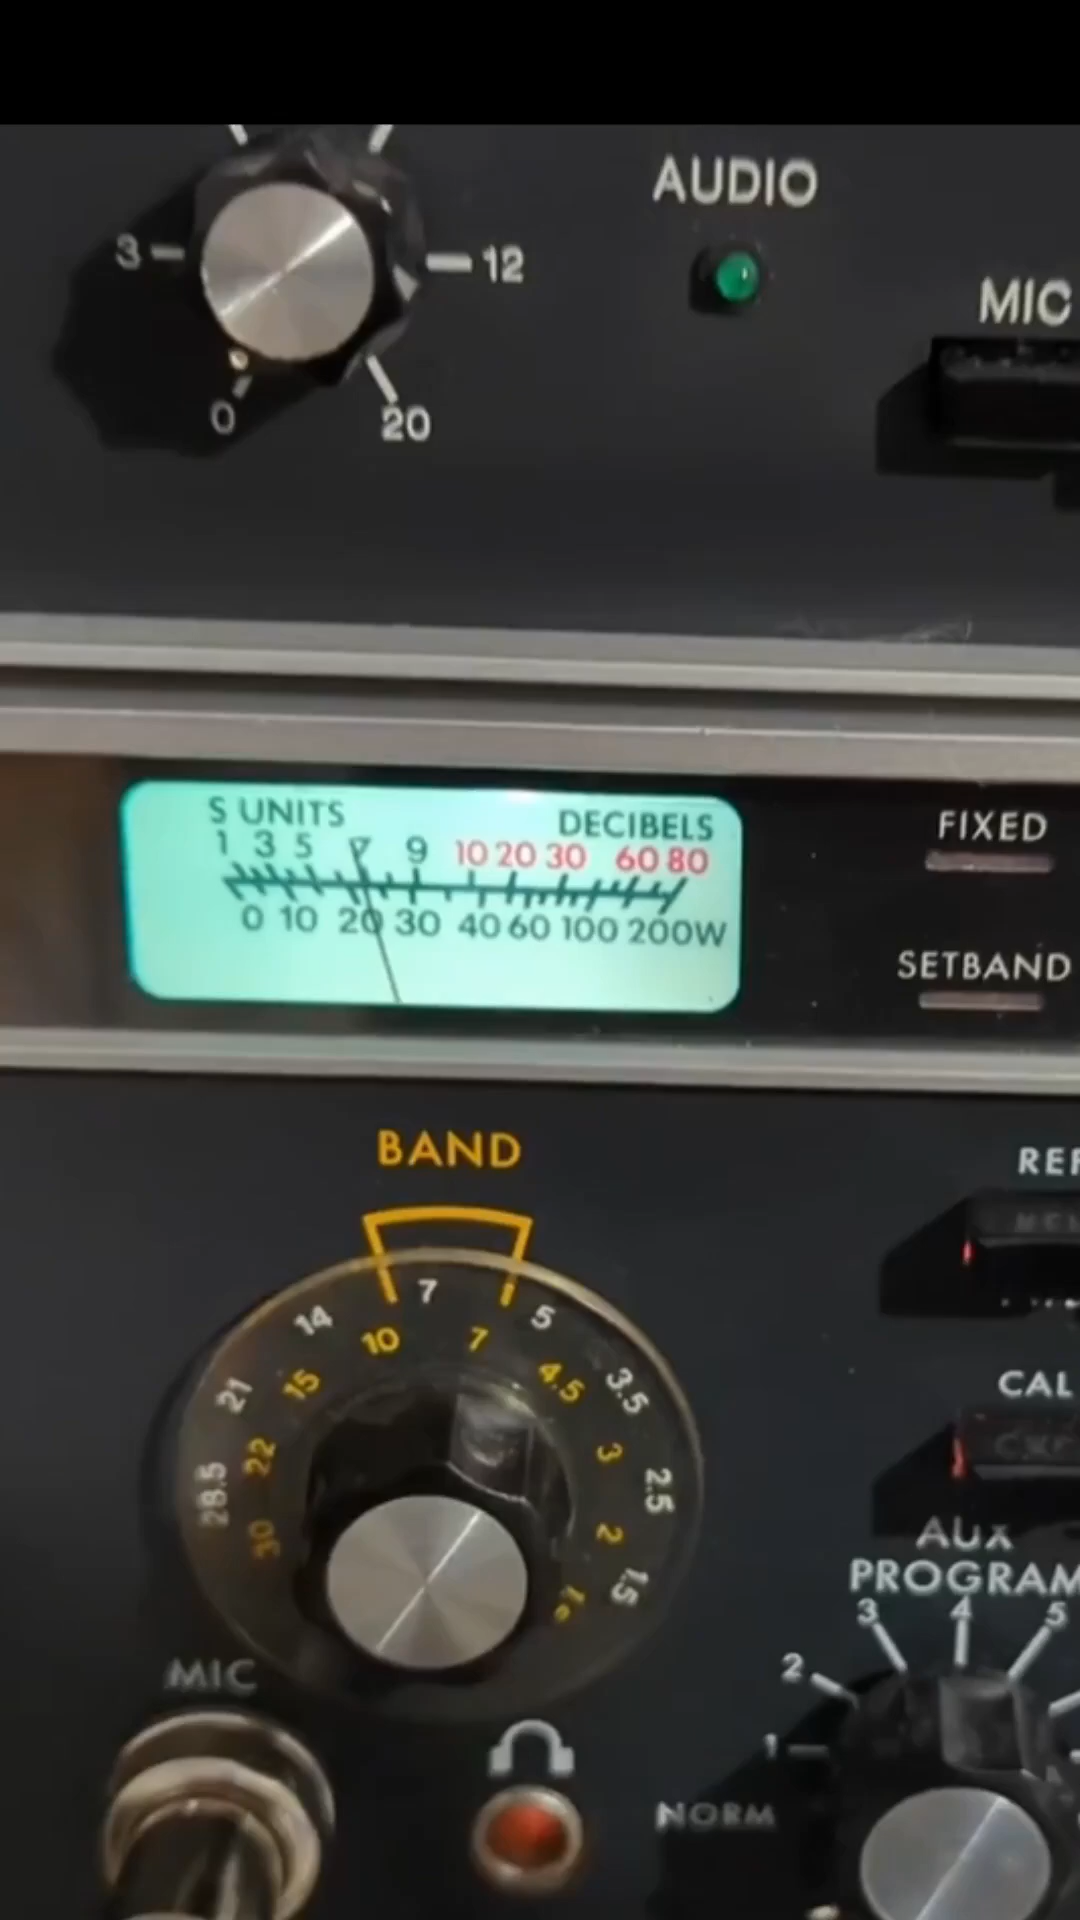 AUDIO
3
12
MIC
0
20
S UNITS
DECIBELS
1 3 5 7 9 10 20 30 60 80
0 10 20 30 40 60 100 200W
FIXED
SETBAND
BAND
REF
7
14
5
10
7
21
15
4.5
3.5
CAL
28.5
22
3
2.5
30
2
1.5
AUX
PROGRAM
3 4 5
MIC
2
1
NORM